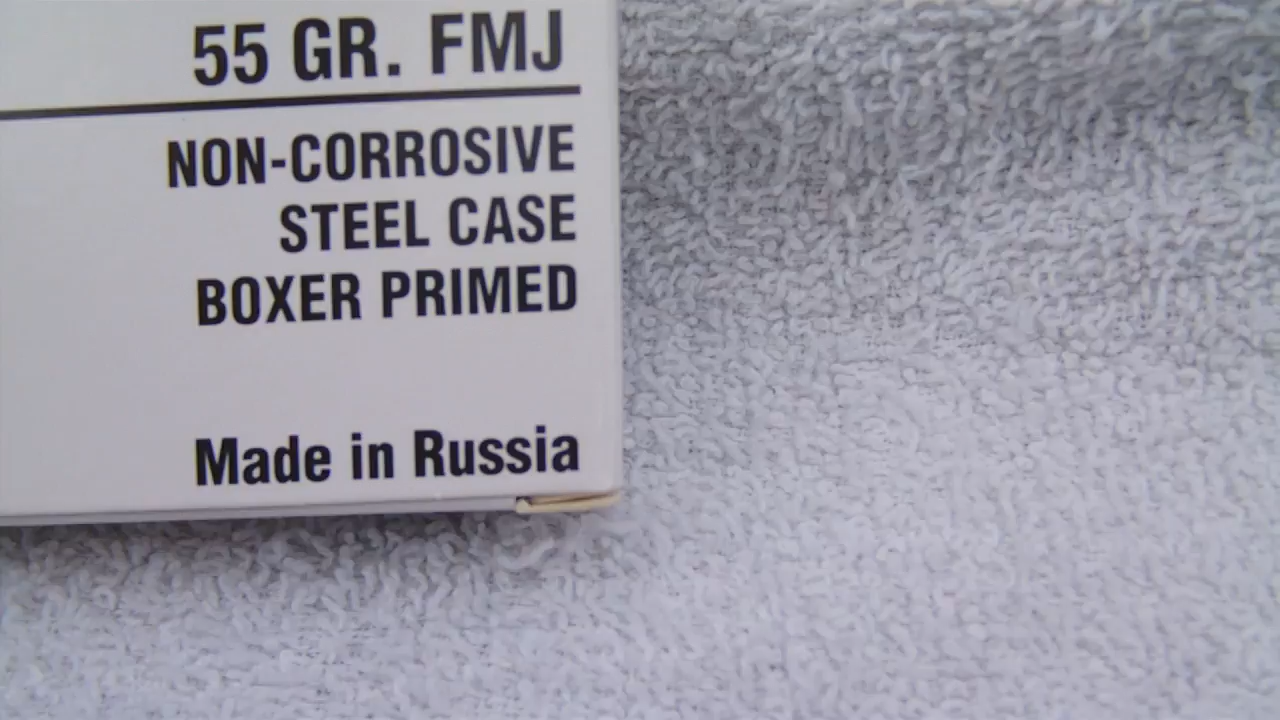 55 GR. FMJ
NON-CORROSIVE
STEEL CASE
BOXER PRIMED
Made in Russia